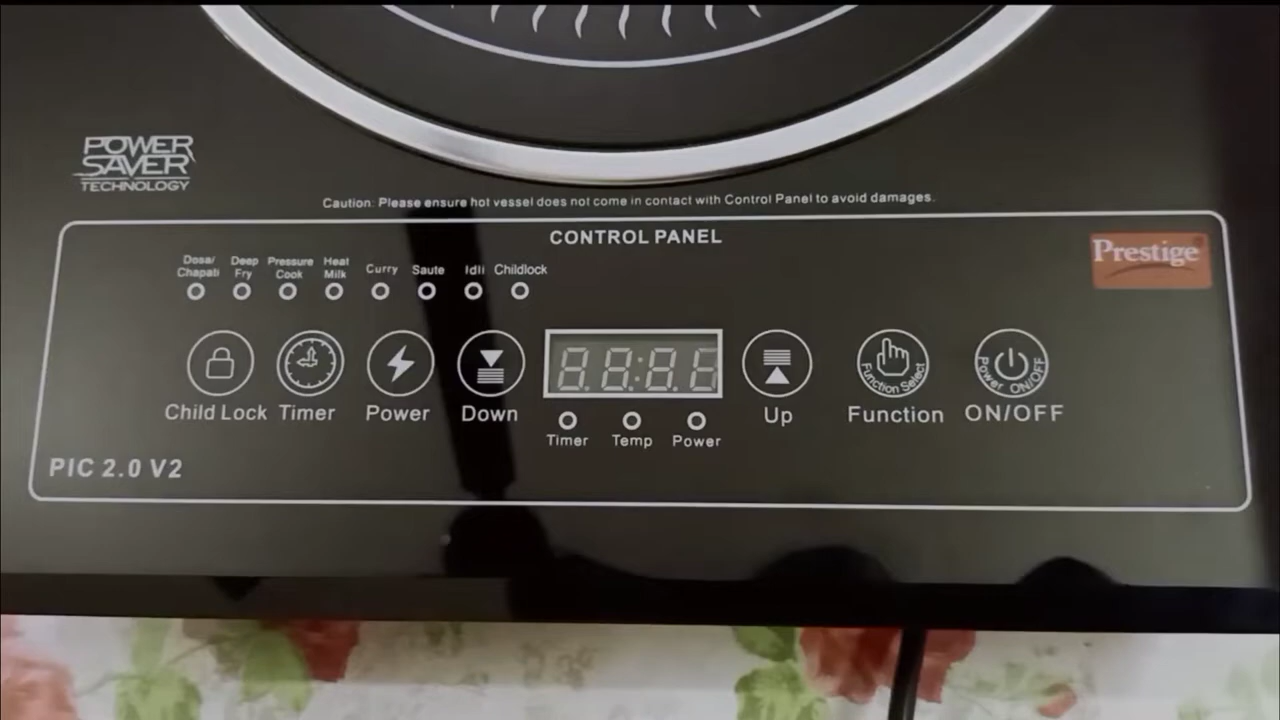 POWER
SAVER
TECHNOLOGY
Caution: Please ensure hot vessel does not come in contact with Control Panel to avoid damages.
CONTROL PANEL
Prestige
Dosa/ Chapati
Deep Fry
Pressure Cook
Heat Milk
Curry
Saute
Idli
Childlock
Function Select
Power ON/OFF
Child Lock
Timer
Power
Down
Up
Function
ON/OFF
Timer
Temp
Power
PIC 2.0 V2